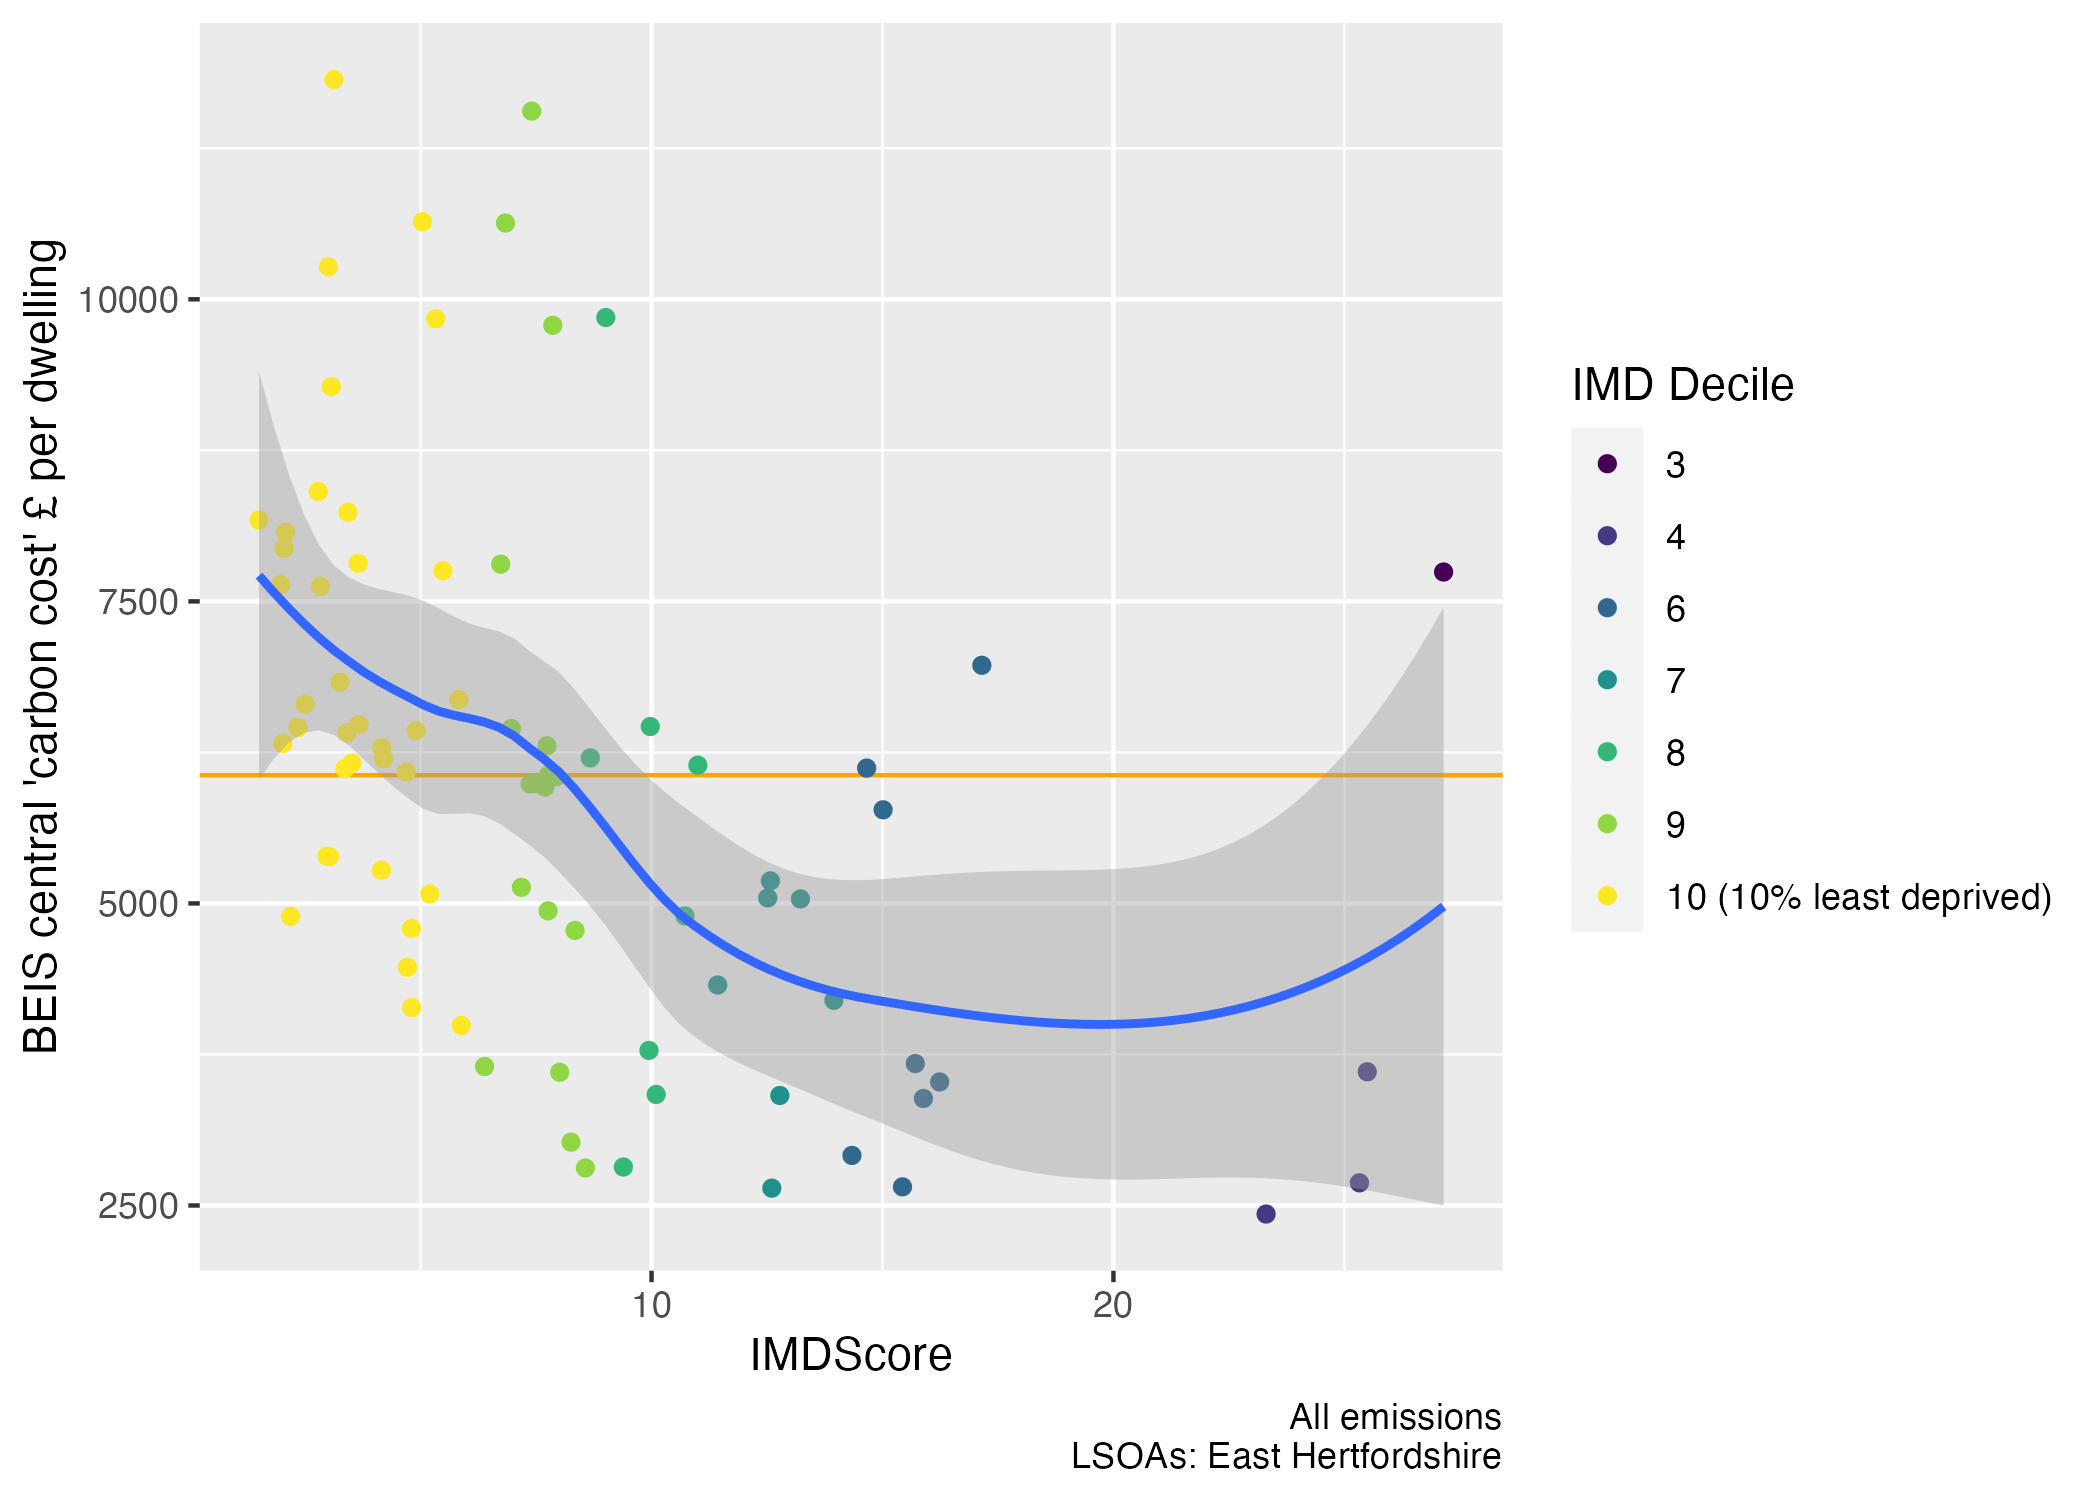 BEIS central 'carbon cost' £ per dwelling
10000
7500
5000
2500
10
20
IMDScore
IMD Decile
3
4
6
7
8
9
10 (10% least deprived)
All emissions
LSOAs: East Hertfordshire